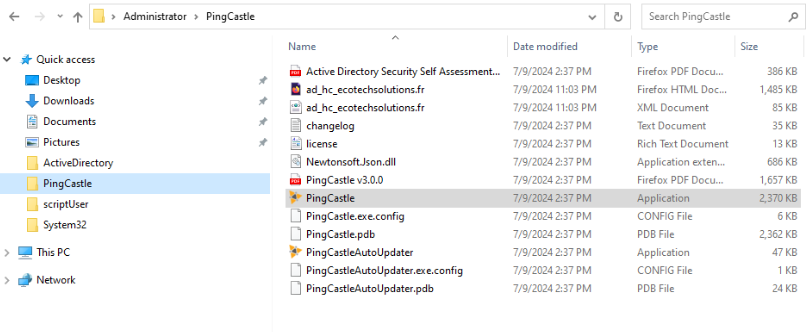 Administrator > PingCastle
Search PingCastle
Quick access
Desktop
Downloads
Documents
Pictures
ActiveDirectory
PingCastle
scriptUser
System32
This PC
Network
Name Date modified Type Size
Active Directory Security Self Assessment... 7/9/2024 2:37 PM Firefox PDF Docu... 386 KB
ad_hc_ecotechsolutions.fr 7/9/2024 11:03 PM Firefox HTML Doc... 1,485 KB
ad_hc_ecotechsolutions.fr 7/9/2024 11:03 PM XML Document 85 KB
changelog 7/9/2024 2:37 PM Text Document 35 KB
license 7/9/2024 2:37 PM Rich Text Document 13 KB
Newtonsoft.Json.dll 7/9/2024 2:37 PM Application exten... 686 KB
PingCastle v3.0.0 7/9/2024 2:37 PM Firefox PDF Docu... 1,657 KB
PingCastle 7/9/2024 2:37 PM Application 2,370 KB
PingCastle.exe.config 7/9/2024 2:37 PM CONFIG File 6 KB
PingCastle.pdb 7/9/2024 2:37 PM PDB File 2,362 KB
PingCastleAutoUpdater 7/9/2024 2:37 PM Application 47 KB
PingCastleAutoUpdater.exe.config 7/9/2024 2:37 PM CONFIG File 1 KB
PingCastleAutoUpdater.pdb 7/9/2024 2:37 PM PDB File 24 KB